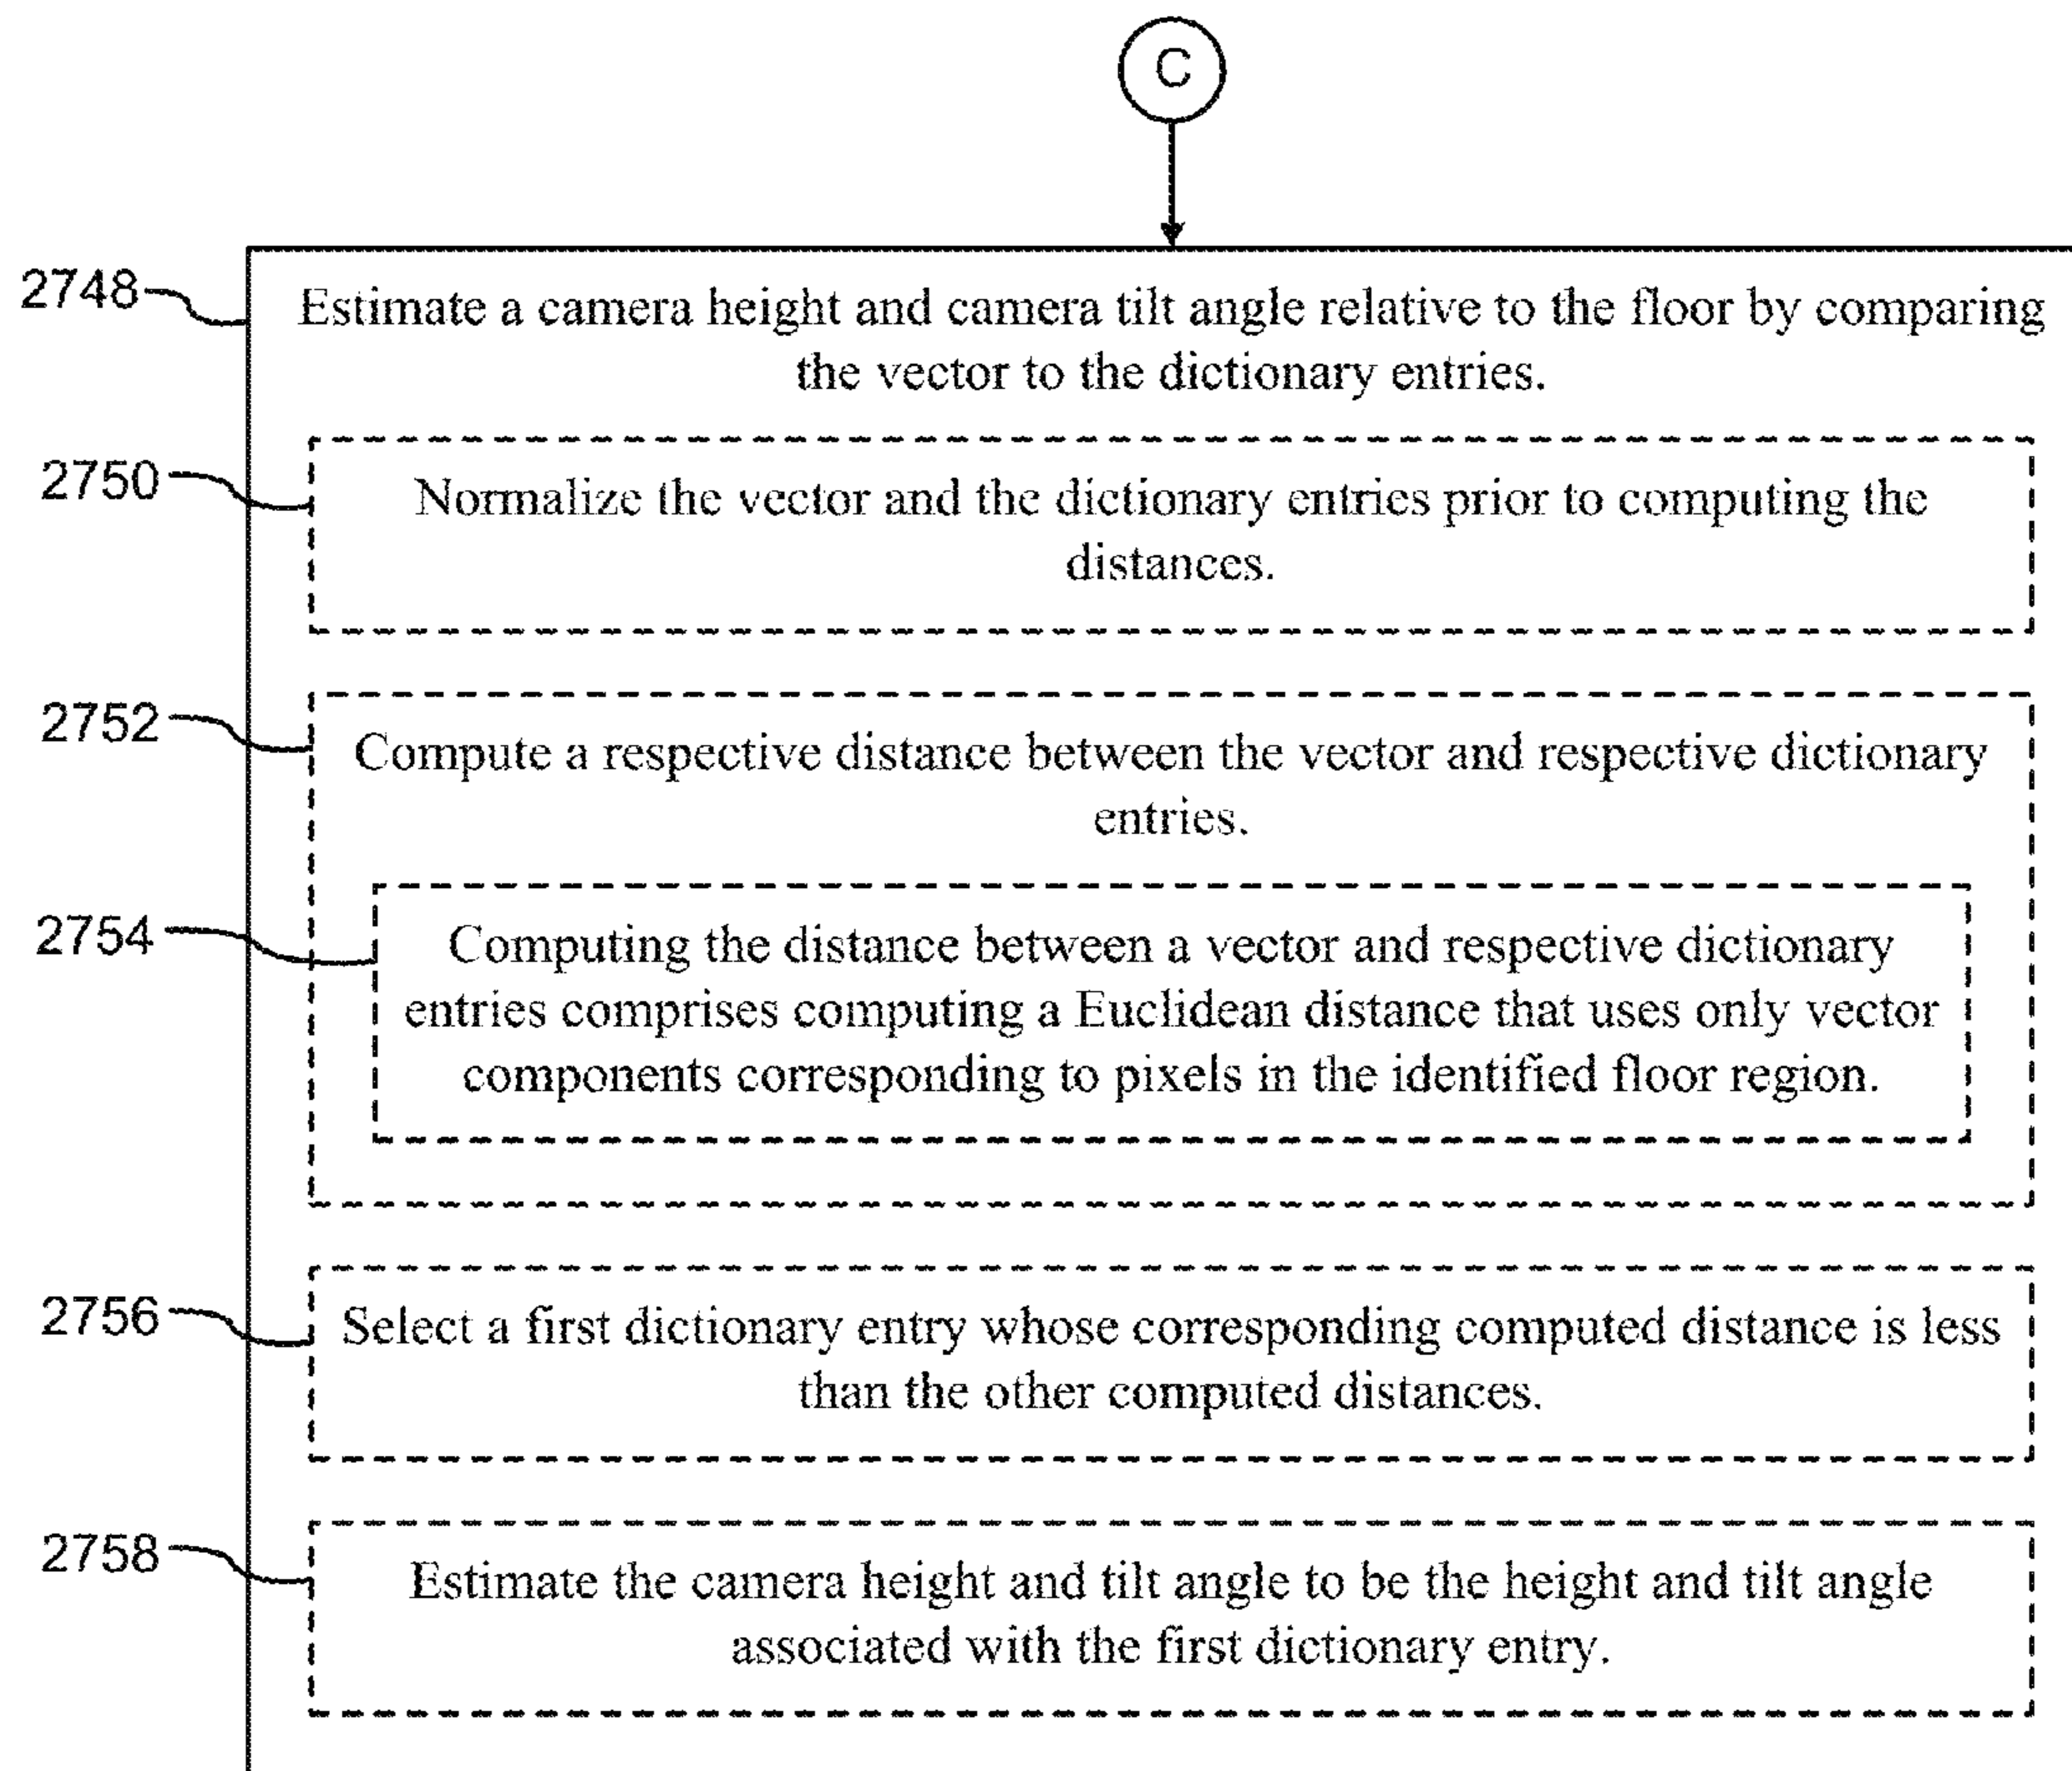 C
2748
Estimate a camera height and camera tilt angle relative to the floor by comparing
the vector to the dictionary entries.
2750
Normalize the vector and the dictionary entries prior to computing the
distances.
2752
Compute a respective distance between the vector and respective dictionary
entries.
2754
Computing the distance between a vector and respective dictionary
entries comprises computing a Euclidean distance that uses only vector
components corresponding to pixels in the identified floor region.
2756
Select a first dictionary entry whose corresponding computed distance is less
than the other computed distances.
2758
Estimate the camera height and tilt angle to be the height and tilt angle
associated with the first dictionary entry.